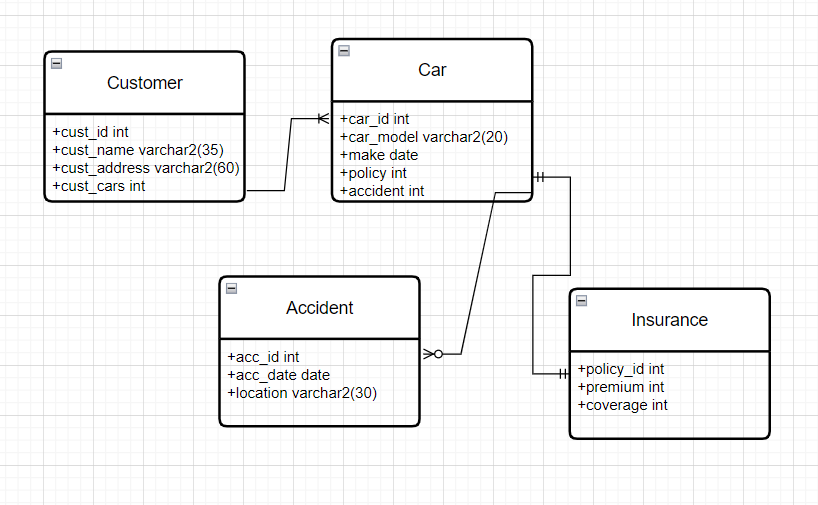 Customer
+cust_id int
+cust_name varchar2(35)
+cust_address varchar2(60)
+cust_cars int
Car
+car_id int
+car_model varchar2(20)
+make date
+policy int
+accident int
Accident
+acc_id int
+acc_date date
+location varchar2(30)
Insurance
+policy_id int
+premium int
+coverage int